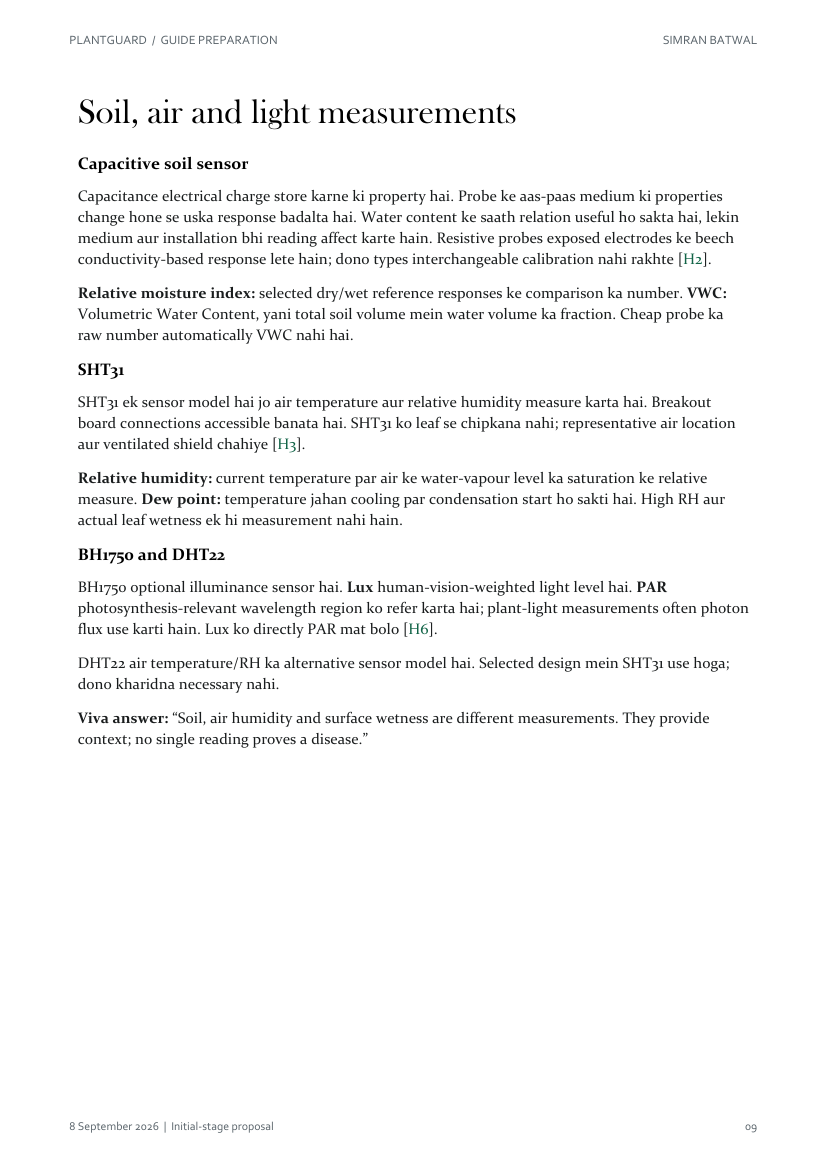 PLANTGUARD / GUIDE PREPARATION
SIMRAN BATWAL
Soil, air and light measurements
Capacitive soil sensor
Capacitance electrical charge store karne ki property hai. Probe ke aas-paas medium ki properties
change hone se uska response badalta hai. Water content ke saath relation useful ho sakta hai, lekin
medium aur installation bhi reading affect karte hain. Resistive probes exposed electrodes ke beech
conductivity-based response lete hain; dono types interchangeable calibration nahi rakhte [H2].
Relative moisture index: selected dry/wet reference responses ke comparison ka number. VWC:
Volumetric Water Content, yani total soil volume mein water volume ka fraction. Cheap probe ka
raw number automatically VWC nahi hai.
SHT31
SHT31 ek sensor model hai jo air temperature aur relative humidity measure karta hai. Breakout
board connections accessible banata hai. SHT31 ko leaf se chipkana nahi; representative air location
aur ventilated shield chahiye [H3].
Relative humidity: current temperature par air ke water-vapour level ka saturation ke relative
measure. Dew point: temperature jahan cooling par condensation start ho sakti hai. High RH aur
actual leaf wetness ek hi measurement nahi hain.
BH1750 and DHT22
BH1750 optional illuminance sensor hai. Lux human-vision-weighted light level hai. PAR
photosynthesis-relevant wavelength region ko refer karta hai; plant-light measurements often photon
flux use karti hain. Lux ko directly PAR mat bolo [H6].
DHT22 air temperature/RH ka alternative sensor model hai. Selected design mein SHT31 use hoga;
dono kharidna necessary nahi.
Viva answer: “Soil, air humidity and surface wetness are different measurements. They provide
context; no single reading proves a disease.”
8 September 2026 | Initial-stage proposal
09